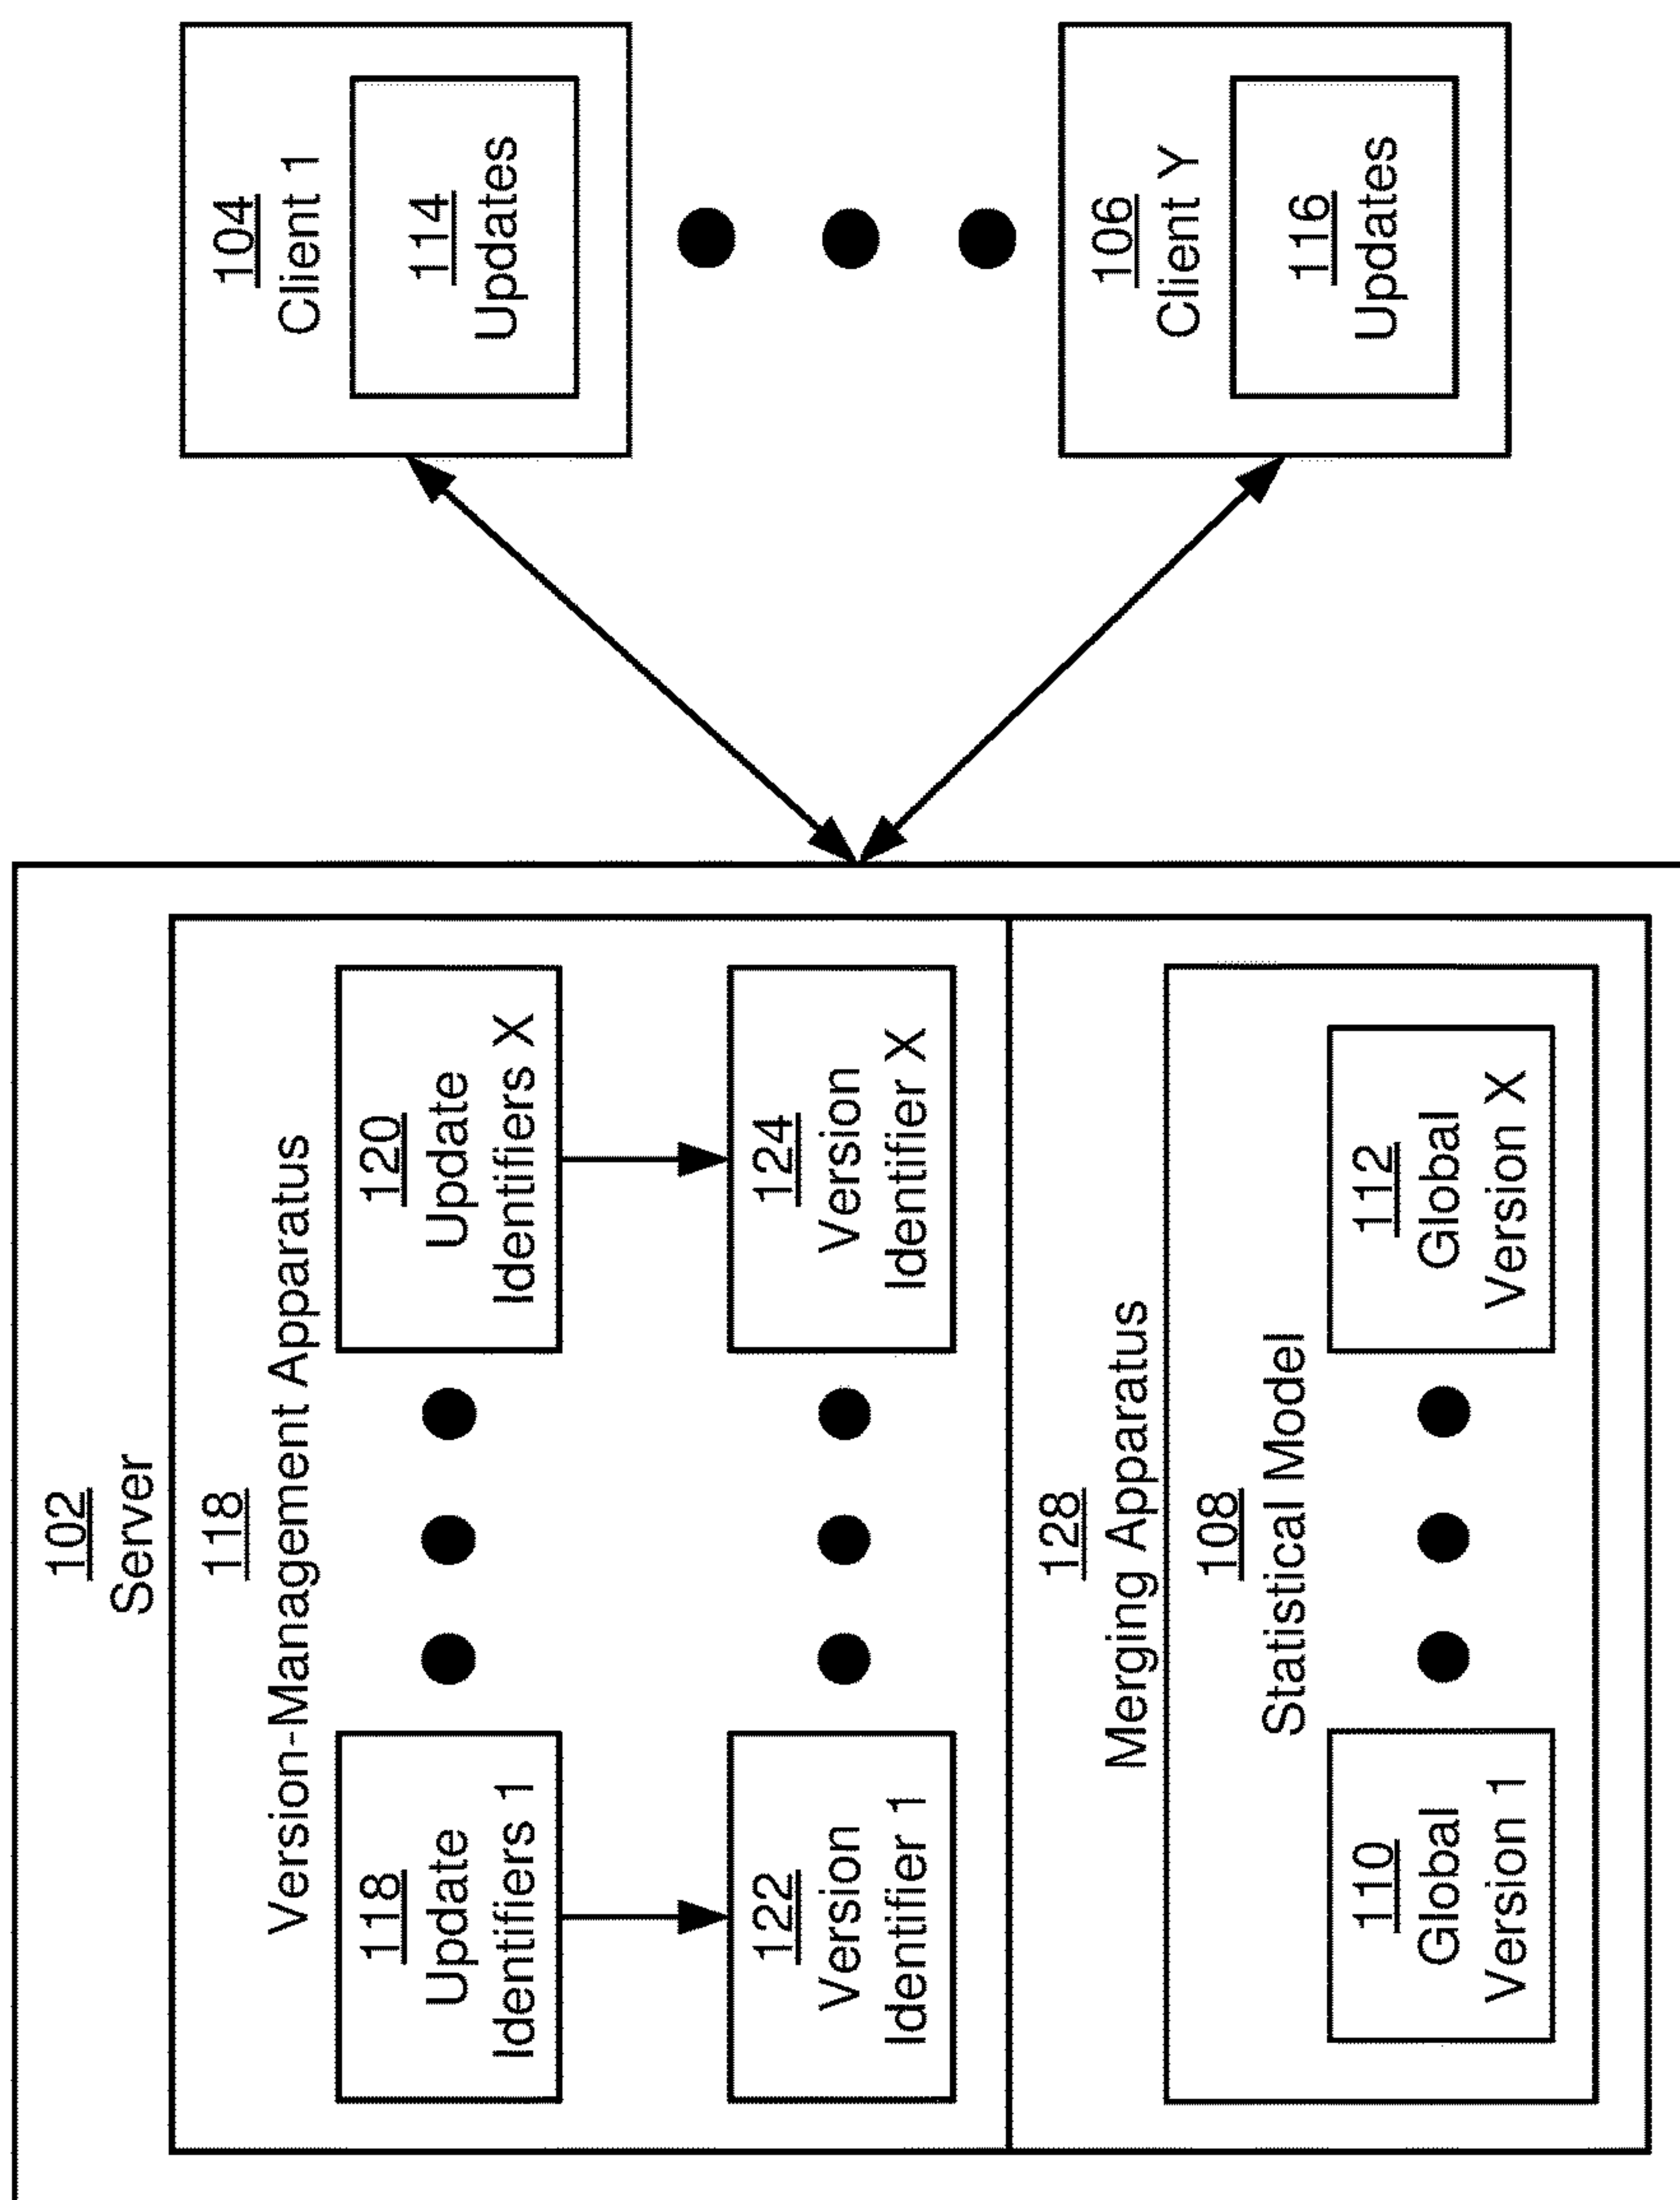 102
Server
118
Version-Management Apparatus
118
Update
Identifiers 1
120
Update
Identifiers X
122
Version
Identifier 1
124
Version
Identifier X
128
Merging Apparatus
108
Statistical Model
110
Global
Version 1
112
Global
Version X
104
Client 1
114
Updates
106
Client Y
116
Updates